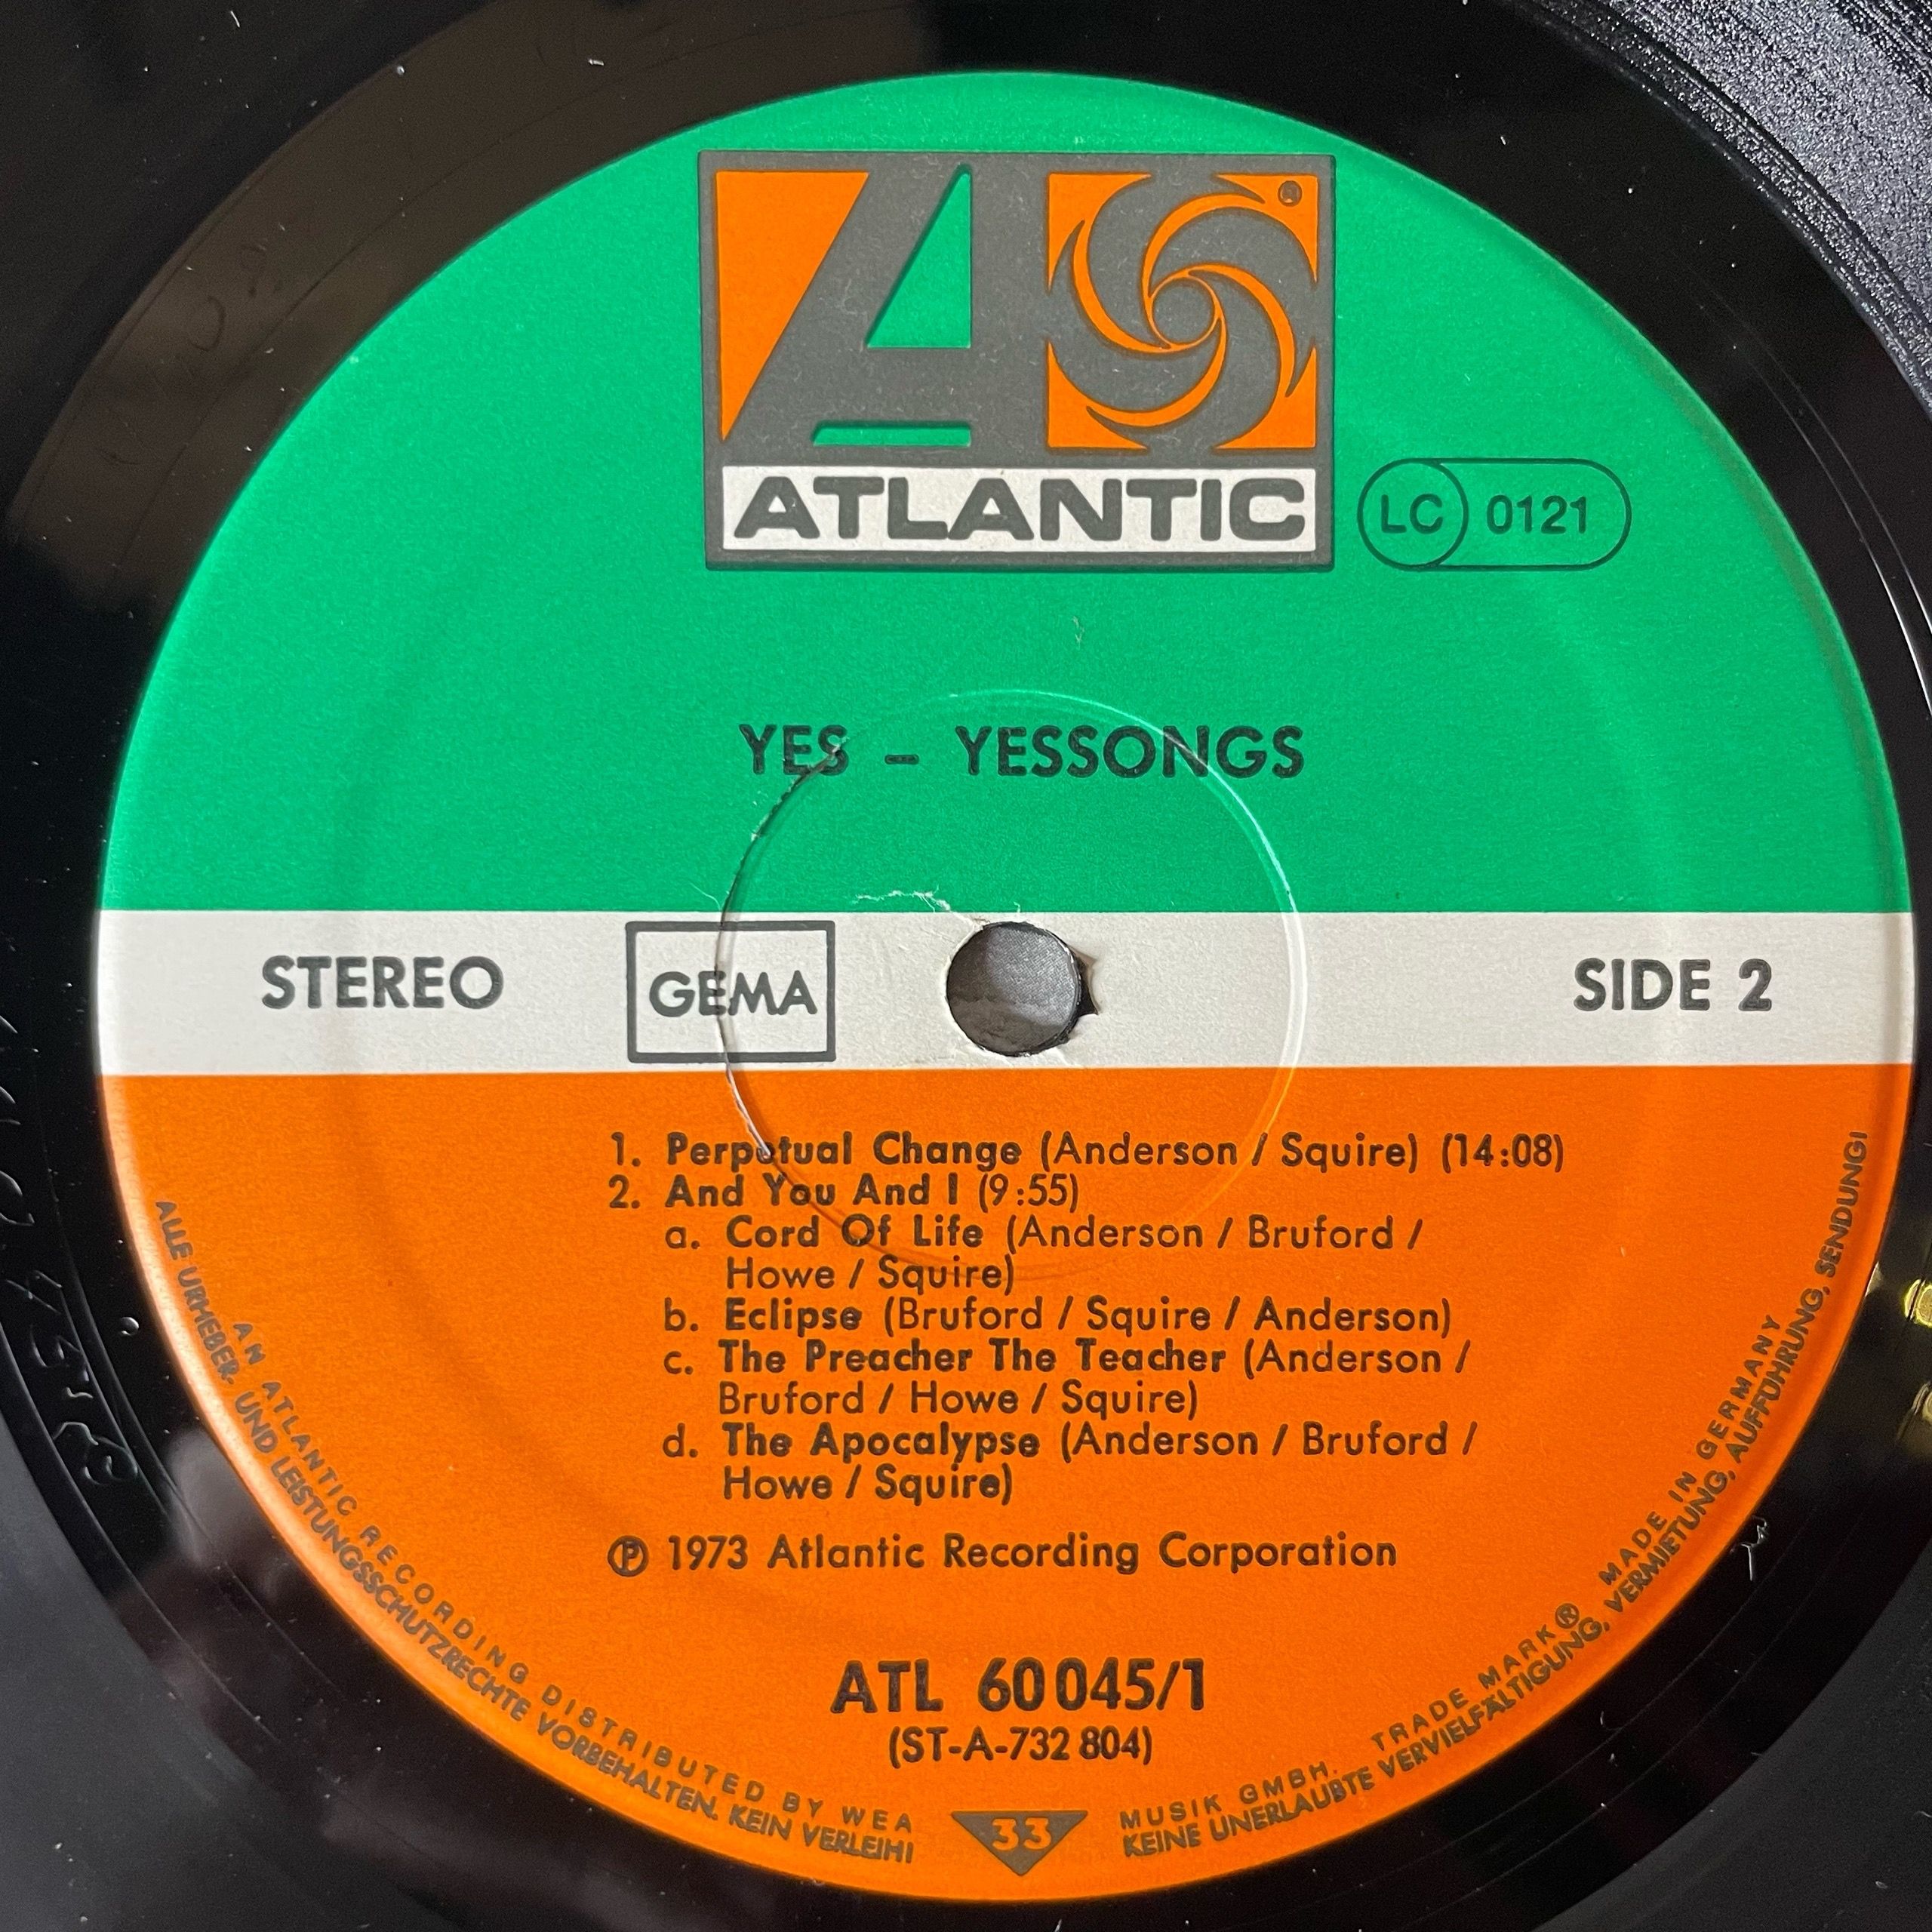 ATLANTIC
®
LC 0121
YES – YESSONGS
STEREO
GEMA
SIDE 2
1. Perpetual Change (Anderson / Squire) (14:08)
2. And You And I (9:55)
a. Cord Of Life (Anderson / Bruford /
Howe / Squire)
b. Eclipse (Bruford / Squire / Anderson)
c. The Preacher The Teacher (Anderson /
Bruford / Howe / Squire)
d. The Apocalypse (Anderson / Bruford /
Howe / Squire)
℗ 1973 Atlantic Recording Corporation
ATL 60 045/1
(ST-A-732 804)
33
AN ATLANTIC RECORDING DISTRIBUTED BY WEA MUSIK GMBH. TRADE MARK® MADE IN GERMANY
ALLE URHEBER- UND LEISTUNGSSCHUTZRECHTE VORBEHALTEN. KEIN VERLEIH! KEINE UNERLAUBTE VERVIELFÄLTIGUNG, VERMIETUNG, AUFFÜHRUNG, SENDUNG!